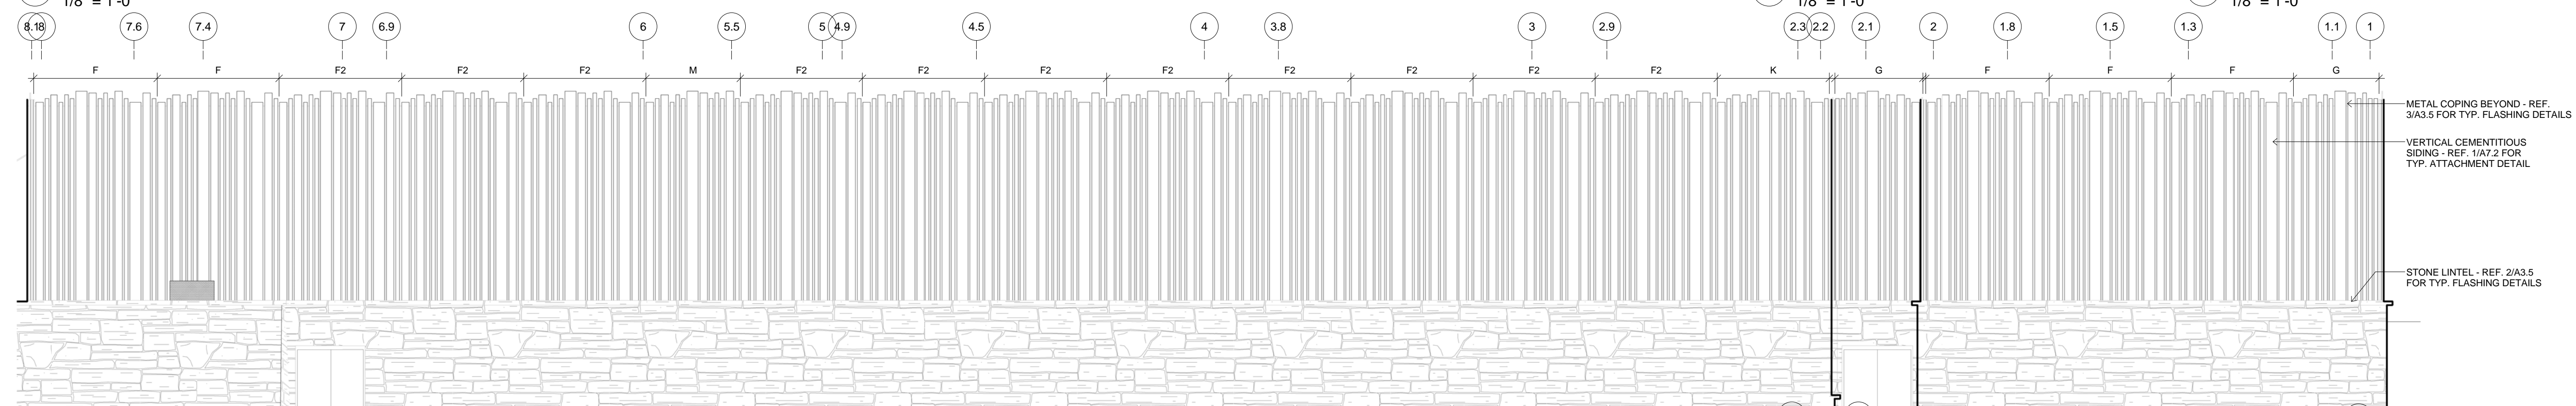 1/8" = 1'-0"
1/8" = 1'-0"
1/8" = 1'-0"
8.1 8 7.6 7.4 7 6.9 6 5.5 5 4.9 4.5 4 3.8 3 2.9 2.3 2.2 2.1 2 1.8 1.5 1.3 1.1 1
F F F2 F2 F2 M F2 F2 F2 F2 F2 F2 F2 F2 K G F F F G
METAL COPING BEYOND - REF.
3/A3.5 FOR TYP. FLASHING DETAILS
VERTICAL CEMENTITIOUS
SIDING - REF. 1/A7.2 FOR
TYP. ATTACHMENT DETAIL
STONE LINTEL - REF. 2/A3.5
FOR TYP. FLASHING DETAILS